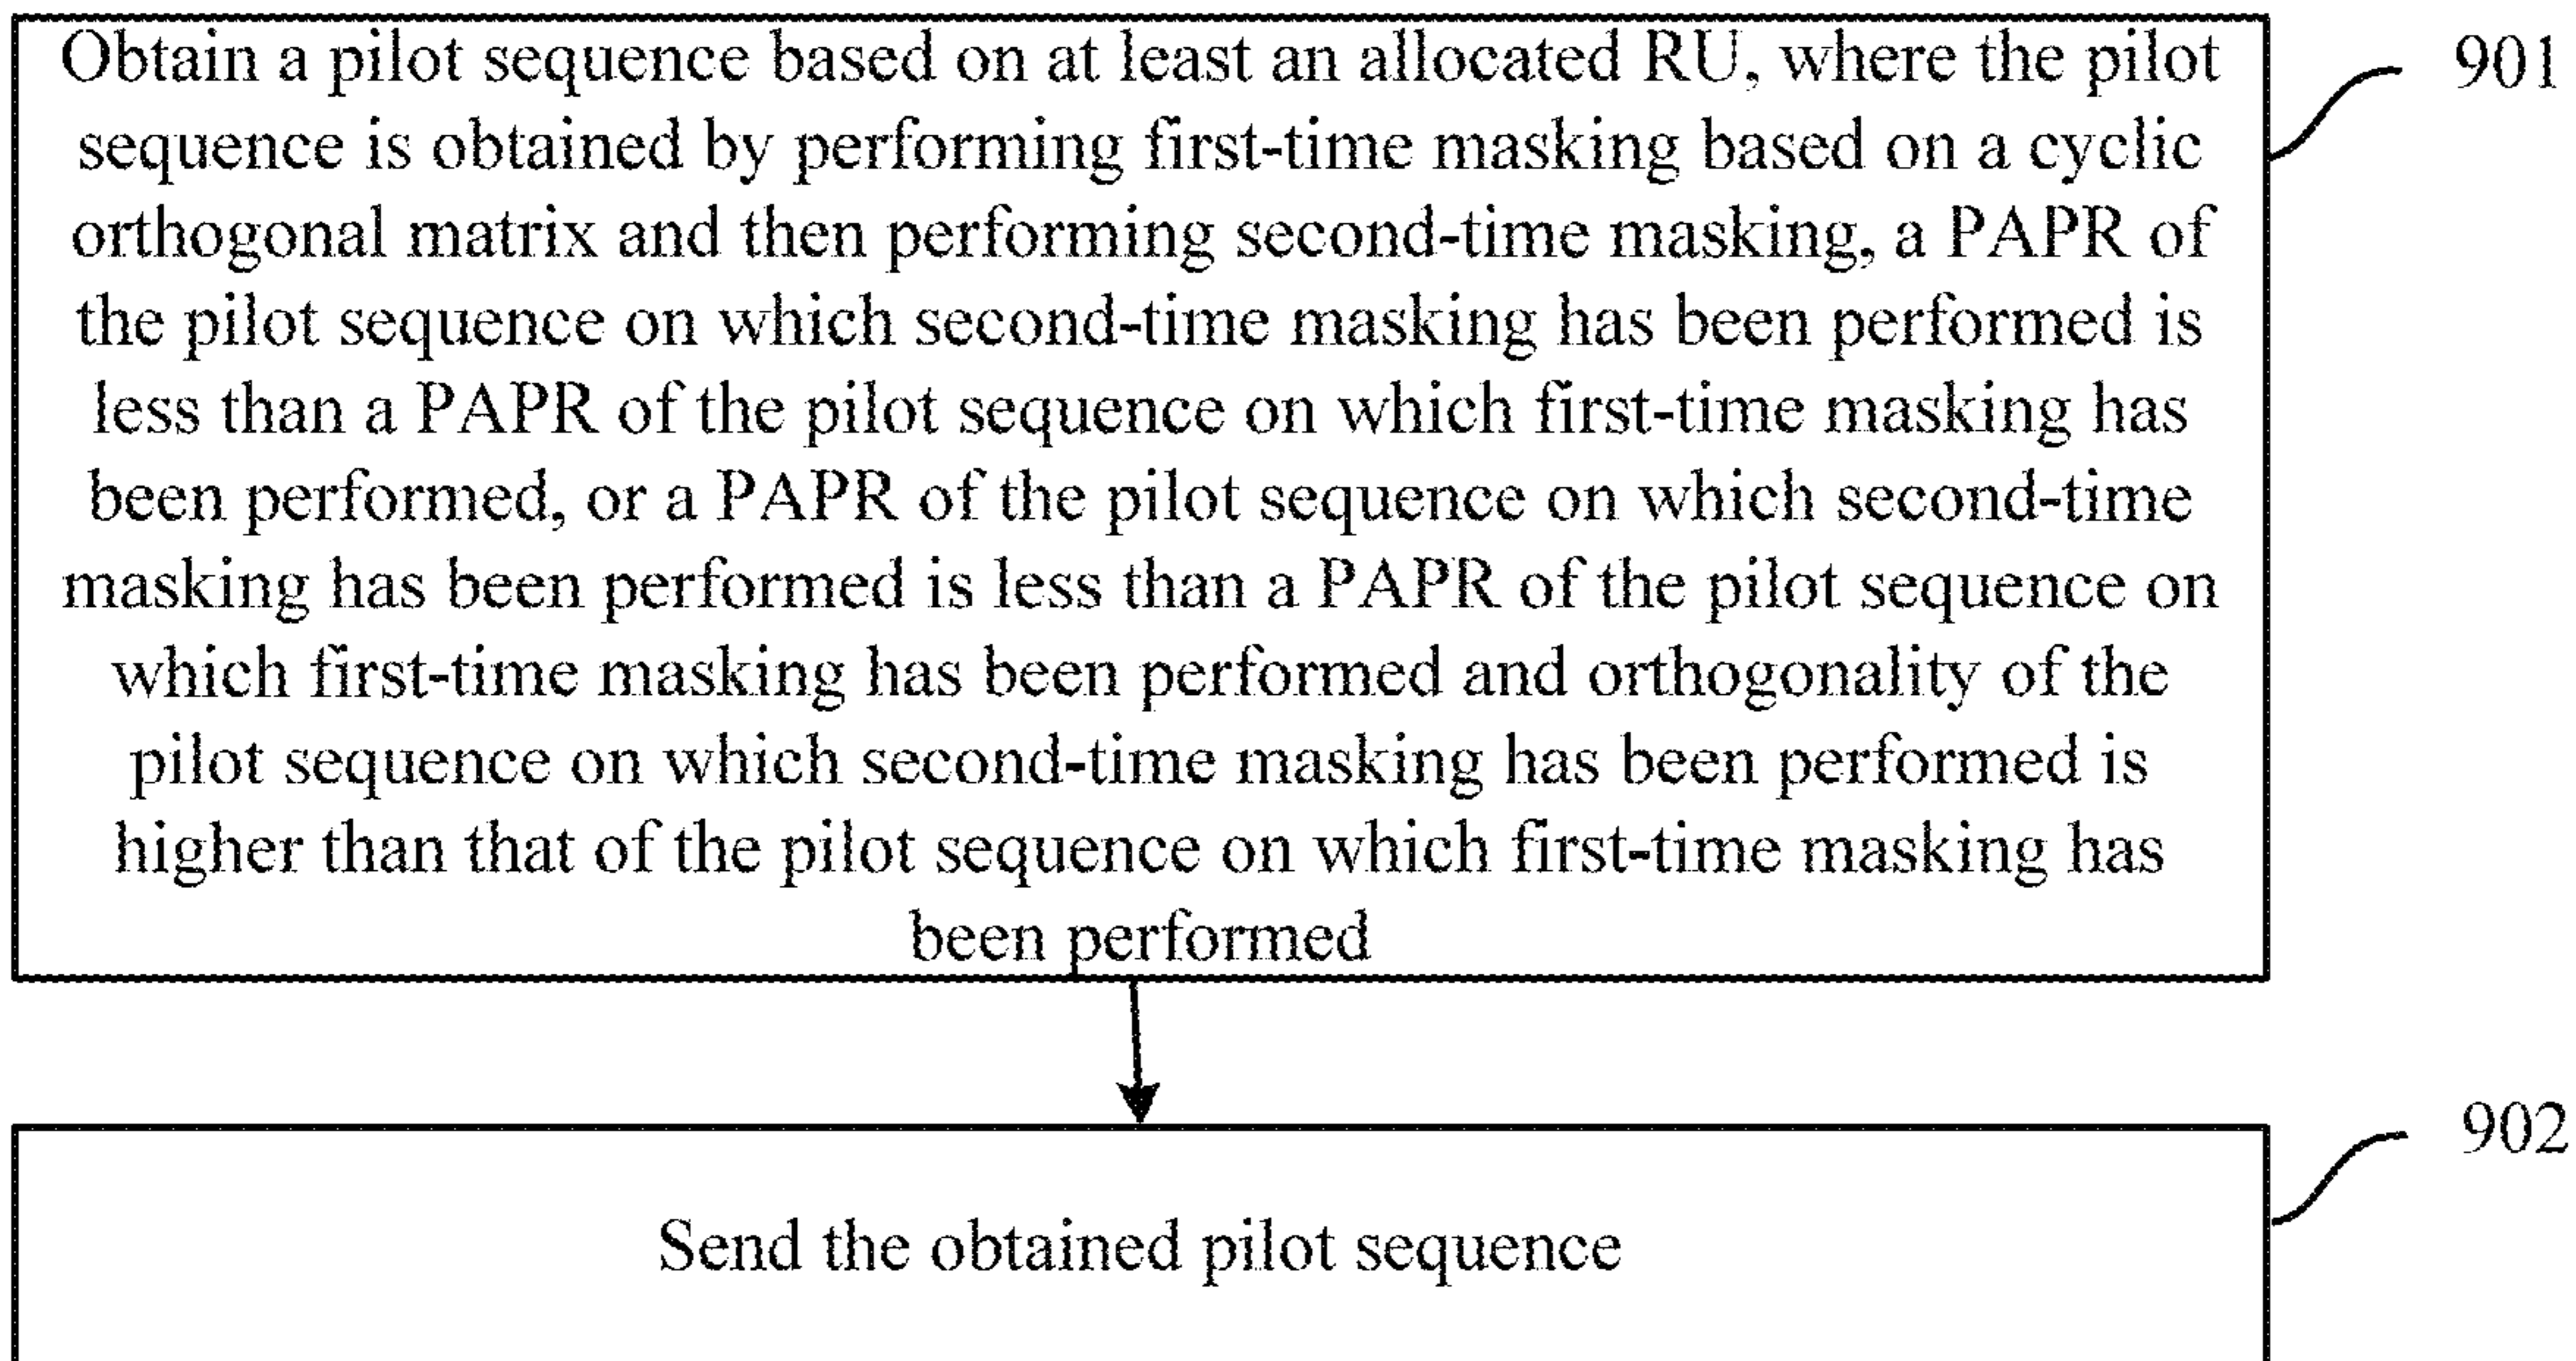 Obtain a pilot sequence based on at least an allocated RU, where the pilot
sequence is obtained by performing first-time masking based on a cyclic
orthogonal matrix and then performing second-time masking, a PAPR of
the pilot sequence on which second-time masking has been performed is
less than a PAPR of the pilot sequence on which first-time masking has
been performed, or a PAPR of the pilot sequence on which second-time
masking has been performed is less than a PAPR of the pilot sequence on
which first-time masking has been performed and orthogonality of the
pilot sequence on which second-time masking has been performed is
higher than that of the pilot sequence on which first-time masking has
been performed
901
Send the obtained pilot sequence
902